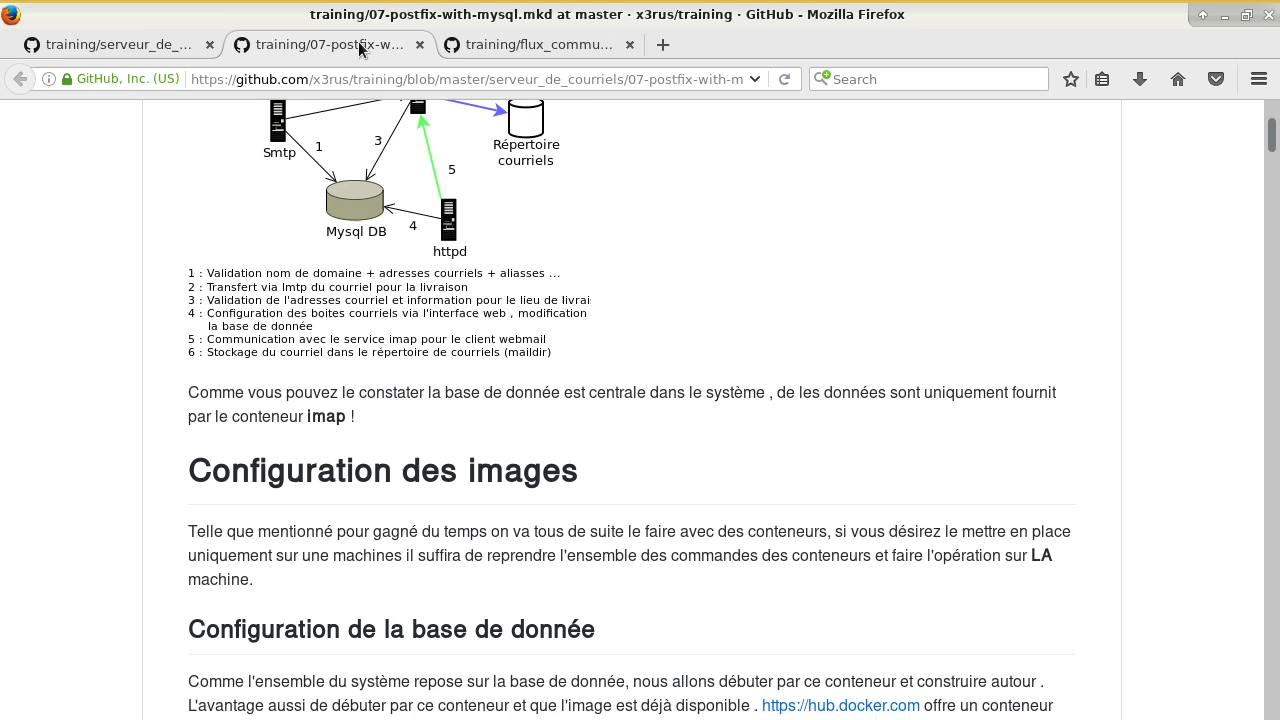 training/07-postfix-with-mysql.mkd at master · x3rus/training · GitHub - Mozilla Firefox
training/serveur_de_... training/07-postfix-w... training/flux_commu...
GitHub, Inc. (US) https://github.com/x3rus/training/blob/master/serveur_de_courriels/07-postfix-with-m Search
Smtp
1
3
Répertoire
courriels
5
Mysql DB
4
httpd
1 : Validation nom de domaine + adresses courriels + aliasses ...
2 : Transfert via lmtp du courriel pour la livraison
3 : Validation de l'adresses courriel et information pour le lieu de livrai
4 : Configuration des boites courriels via l'interface web , modification
la base de donnée
5 : Communication avec le service imap pour le client webmail
6 : Stockage du courriel dans le répertoire de courriels (maildir)
Comme vous pouvez le constater la base de donnée est centrale dans le système , de les données sont uniquement fournit
par le conteneur imap !
Configuration des images
Telle que mentionné pour gagné du temps on va tous de suite le faire avec des conteneurs, si vous désirez le mettre en place
uniquement sur une machines il suffira de reprendre l'ensemble des commandes des conteneurs et faire l'opération sur LA
machine.
Configuration de la base de donnée
Comme l'ensemble du système repose sur la base de donnée, nous allons débuter par ce conteneur et construire autour .
L'avantage aussi de débuter par ce conteneur et que l'image est déjà disponible . https://hub.docker.com offre un conteneur